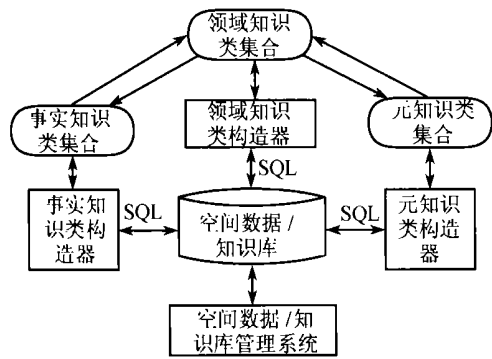 领域知识
类集合
事实知识
类集合
领域知识
类构造器
元知识类
集合
SQL
事实知
识类构
造器
SQL
空间数据/
知识库
SQL
元知识
类构造
器
空间数据/知
识库管理系统